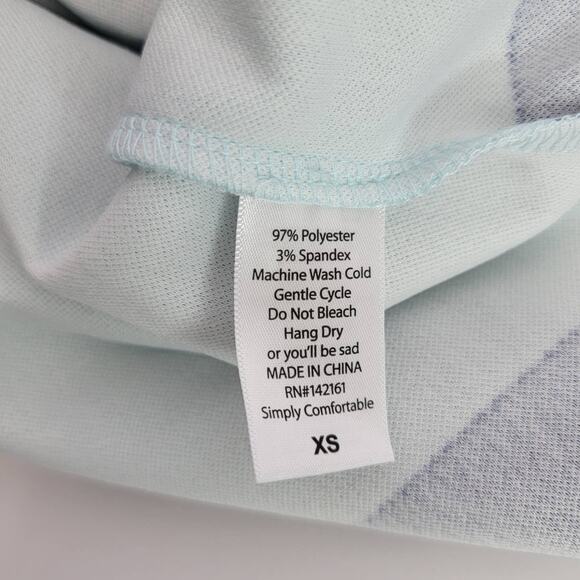 97% Polyester
3% Spandex
Machine Wash Cold
Gentle Cycle
Do Not Bleach
Hang Dry
or you'll be sad
MADE IN CHINA
RN#142161
Simply Comfortable
XS